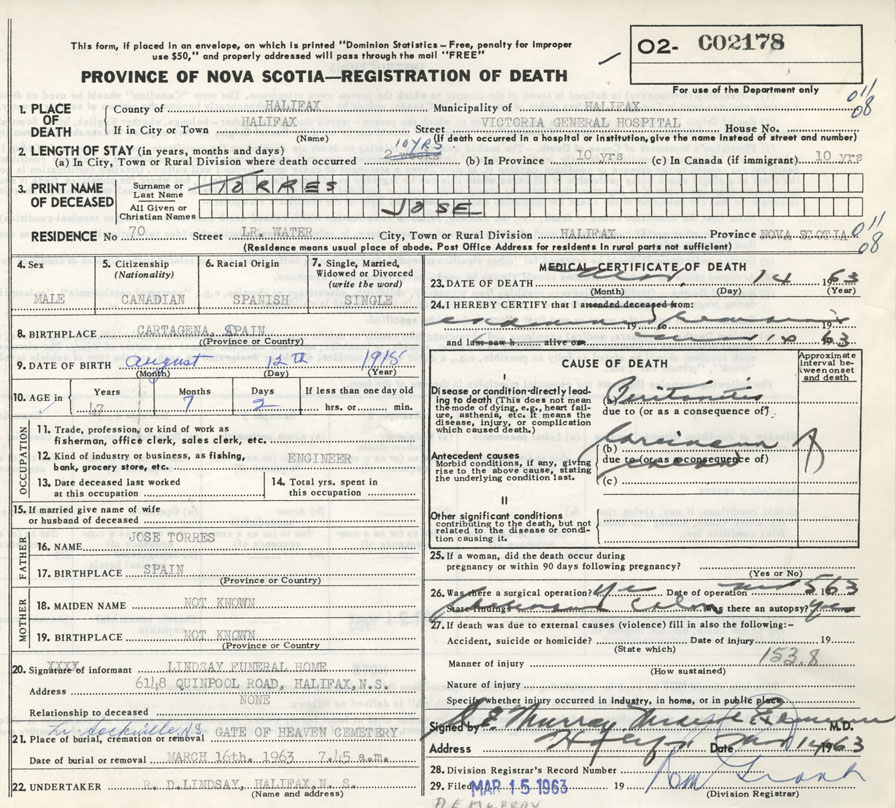 This form, if placed in an envelope, on which is printed "Dominion Statistics – Free, penalty for improper
use $50," and properly addressed will pass through the mail "FREE"
PROVINCE OF NOVA SCOTIA—REGISTRATION OF DEATH
02- C02178
For use of the Department only
011
08
1. PLACE OF DEATH
County of HALIFAX Municipality of HALIFAX
If in City or Town HALIFAX Street VICTORIA GENERAL HOSPITAL House No.
(Name) (If death occurred in a hospital or institution, give the name instead of street and number)
2. LENGTH OF STAY (in years, months and days)
(a) In City, Town or Rural Division where death occurred 10 YRS (b) In Province 10 yrs (c) In Canada (if immigrant) 10 yrs
3. PRINT NAME OF DECEASED
Surname or Last Name TORRES
All Given or Christian Names JOSE
RESIDENCE No 70 Street LR. WATER City, Town or Rural Division HALIFAX Province NOVA SCOTIA
011
08
(Residence means usual place of abode. Post Office Address for residents in rural parts not sufficient)
4. Sex
MALE
5. Citizenship (Nationality)
CANADIAN
6. Racial Origin
SPANISH
7. Single, Married, Widowed or Divorced (write the word)
SINGLE
8. BIRTHPLACE CARTAGENA, SPAIN
(Province or Country)
9. DATE OF BIRTH August 12th 1915
(Month) (Day) (Year)
10. AGE in Years 47 Months 7 Days 2 If less than one day old
hrs. or min.
OCCUPATION
11. Trade, profession, or kind of work as
fisherman, office clerk, sales clerk, etc.
12. Kind of industry or business, as fishing,
bank, grocery store, etc. ENGINEER
13. Date deceased last worked
at this occupation
14. Total yrs. spent in
this occupation
15. If married give name of wife
or husband of deceased
FATHER
16. NAME JOSE TORRES
17. BIRTHPLACE SPAIN
(Province or Country)
MOTHER
18. MAIDEN NAME NOT KNOWN
19. BIRTHPLACE NOT KNOWN
(Province or Country
20. Signature of informant LINDSAY FUNERAL HOME
XXXX
Address 6148 QUINPOOL ROAD, HALIFAX, N.S.
Relationship to deceased NONE
21. Place of burial, cremation or removal Lr. Sackville, N.S. GATE OF HEAVEN CEMETERY
Date of burial or removal MARCH 16th. 1963 7.45 a.m.
22. UNDERTAKER R. D. LINDSAY, HALIFAX, N. S.
(Name and address)
MEDICAL CERTIFICATE OF DEATH
23. DATE OF DEATH 14 1963
(Month) (Day) (Year)
24. I HEREBY CERTIFY that I attended deceased from:
19 to 19
and last saw h alive on 14 63
CAUSE OF DEATH
Approximate interval between onset and death
I
Disease or condition directly leading to death (This does not mean
the mode of dying, e.g., heart failure, asthenia, etc. It means the
disease, injury, or complication
which caused death.)
(a) Peritonitis
due to (or as a consequence of)
Antecedent causes
Morbid conditions, if any, giving
rise to the above cause, stating
the underlying condition last.
(b) Carcinoma
due to (or as a consequence of)
(c)
II
Other significant conditions
contributing to the death, but not
related to the disease or condition causing it.
25. If a woman, did the death occur during
pregnancy or within 90 days following pregnancy?
(Yes or No)
26. Was there a surgical operation? Yes Date of operation 5 1963
State findings Colon Was there an autopsy? yes
27. If death was due to external causes (violence) fill in also the following:-
Accident, suicide or homicide? Date of injury 19
(State which)
153.8
Manner of injury
(How sustained)
Nature of injury
Specify whether injury occurred in Industry, in home, or in public place
Signed by Murray M.D.
Address Date 14 1963
28. Division Registrar's Record Number
29. Filed MAR 15 1963 19
(Division Registrar)